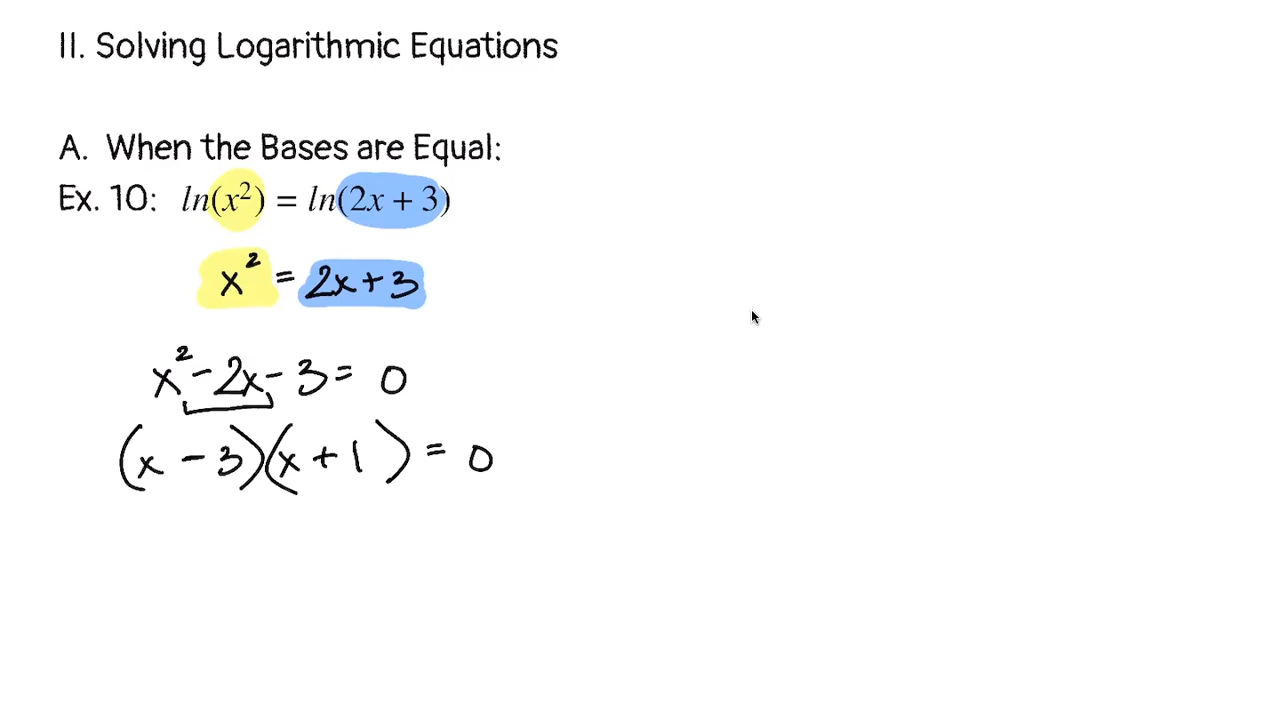 II. Solving Logarithmic Equations
A. When the Bases are Equal:
Ex. 10: ln(x²) = ln(2x + 3)
x² = 2x + 3
x² - 2x - 3 = 0
(x - 3)(x + 1) = 0